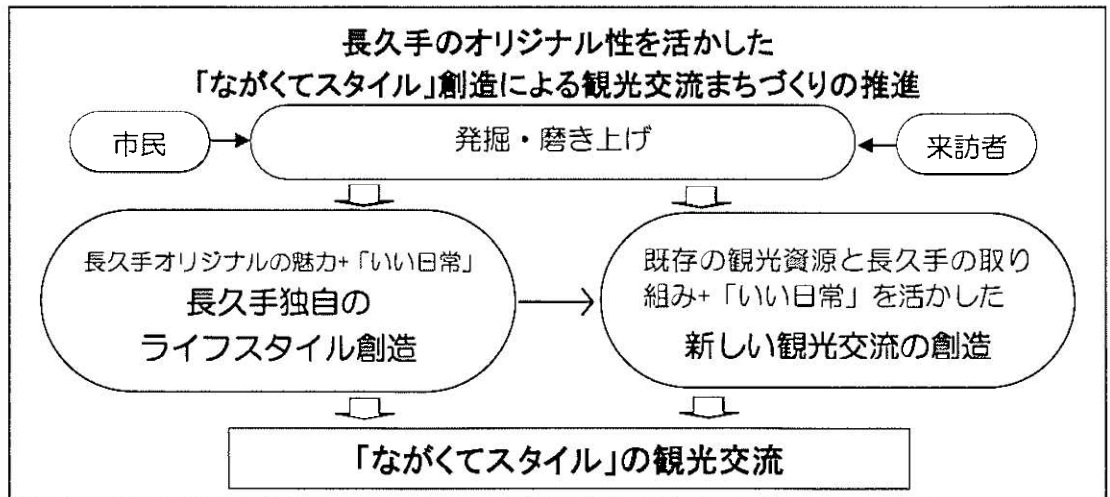 長久手のオリジナル性を活かした
「ながくてスタイル」創造による観光交流まちづくりの推進
市民
発掘・磨き上げ
来訪者
長久手オリジナルの魅力+「いい日常」
長久手独自の
ライフスタイル創造
既存の観光資源と長久手の取り
組み+「いい日常」を活かした
新しい観光交流の創造
「ながくてスタイル」の観光交流